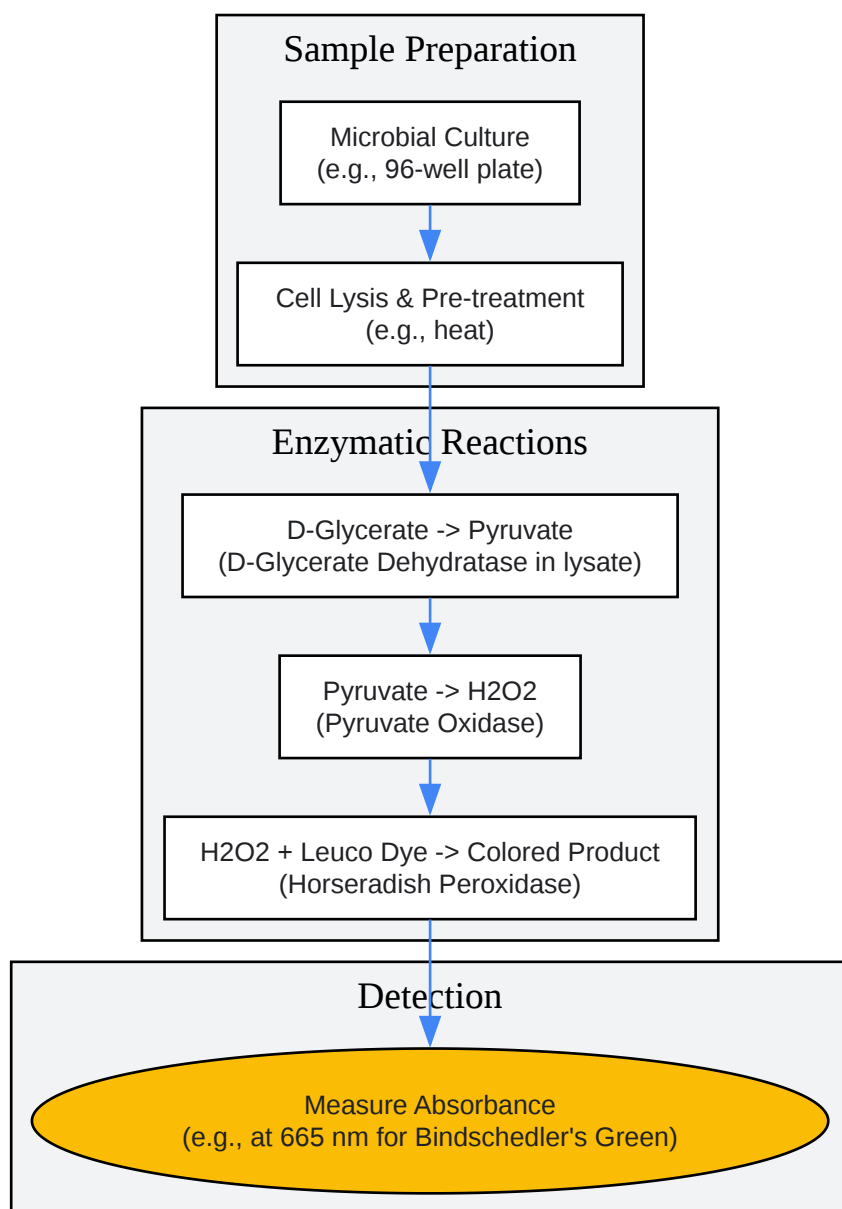 Sample Preparation
Microbial Culture
(e.g., 96-well plate)
Cell Lysis & Pre-treatment
(e.g., heat)
Enzymatic Reactions
D-Glycerate -> Pyruvate
(D-Glycerate Dehydratase in lysate)
Pyruvate -> H2O2
(Pyruvate Oxidase)
H2O2 + Leuco Dye -> Colored Product
(Horseradish Peroxidase)
Detection
Measure Absorbance
(e.g., at 665 nm for Bindschedler's Green)